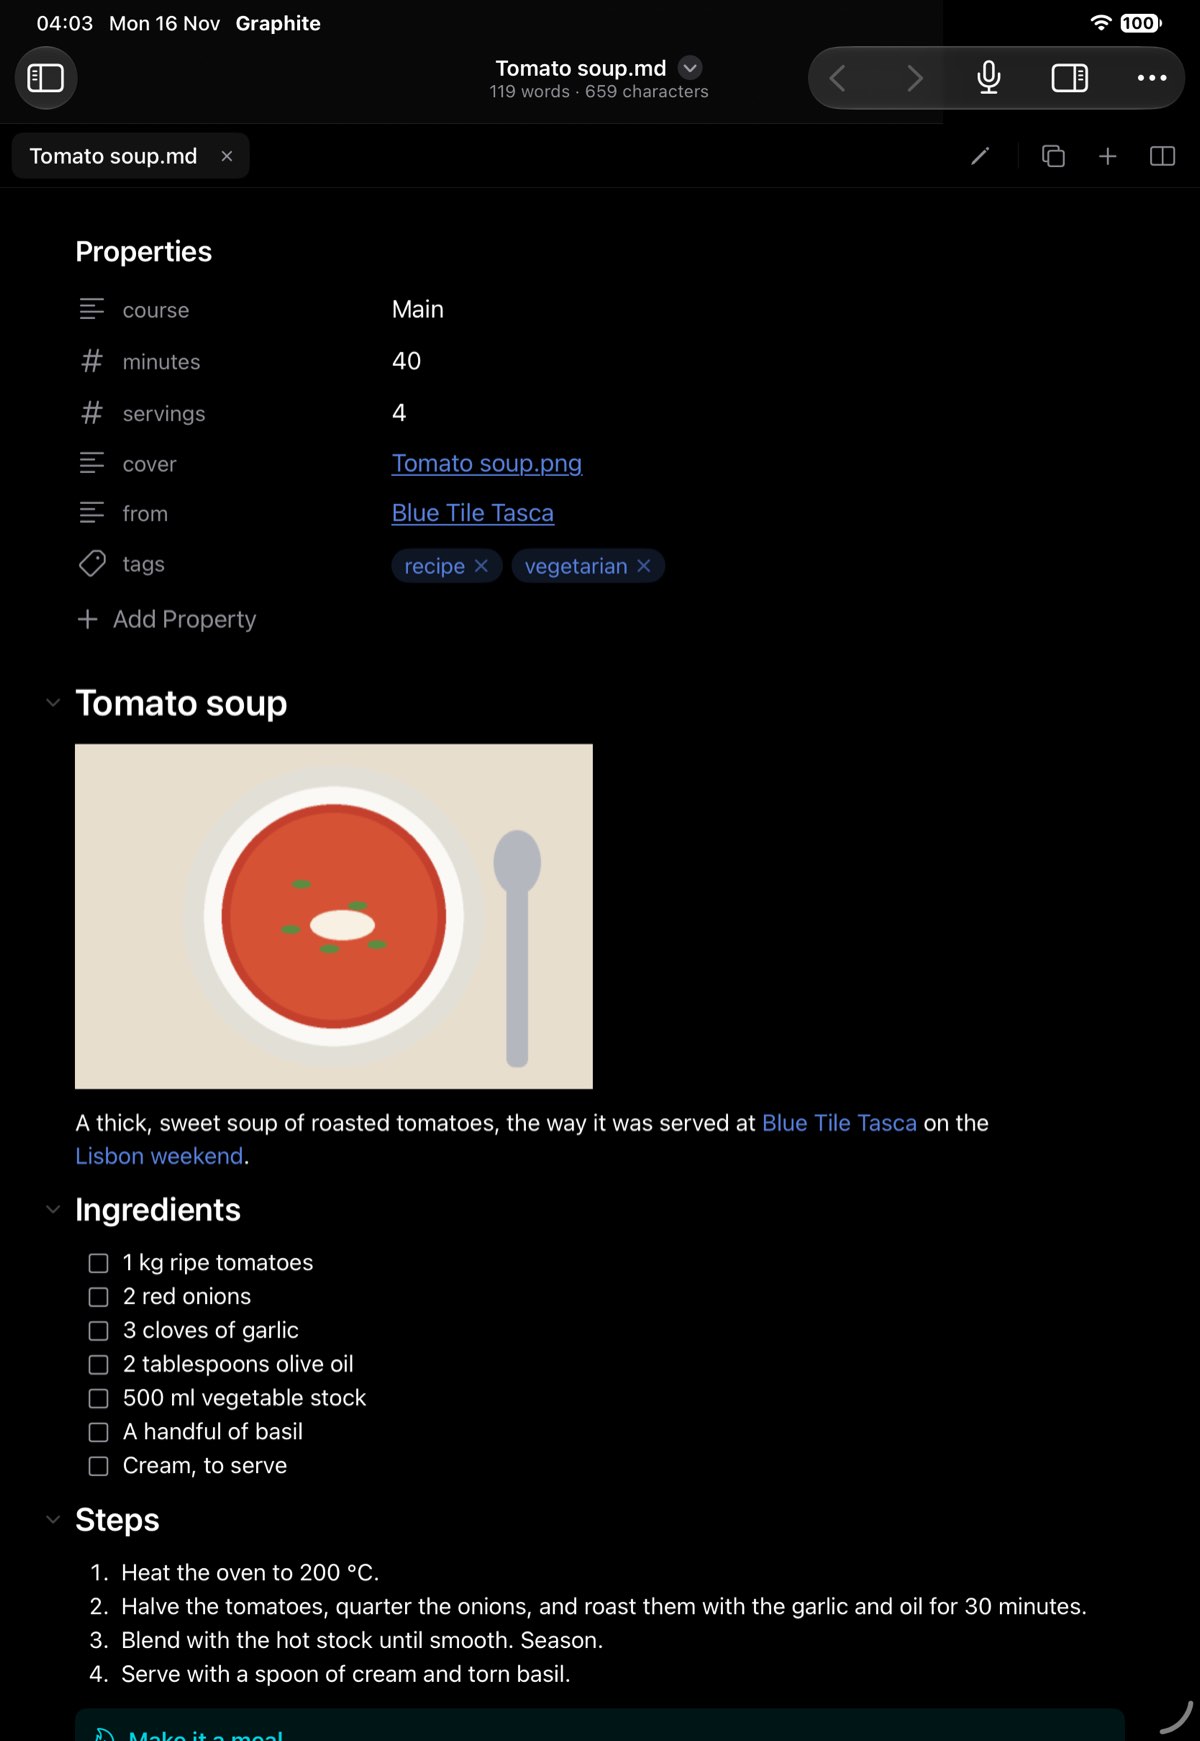 04:03 Mon 16 Nov Graphite
100
Tomato soup.md
119 words · 659 characters
Tomato soup.md
Properties
course Main
minutes 40
servings 4
cover Tomato soup.png
from Blue Tile Tasca
tags recipe vegetarian
Add Property
Tomato soup
A thick, sweet soup of roasted tomatoes, the way it was served at Blue Tile Tasca on the
Lisbon weekend.
Ingredients
1 kg ripe tomatoes
2 red onions
3 cloves of garlic
2 tablespoons olive oil
500 ml vegetable stock
A handful of basil
Cream, to serve
Steps
1. Heat the oven to 200 °C.
2. Halve the tomatoes, quarter the onions, and roast them with the garlic and oil for 30 minutes.
3. Blend with the hot stock until smooth. Season.
4. Serve with a spoon of cream and torn basil.
Make it a meal